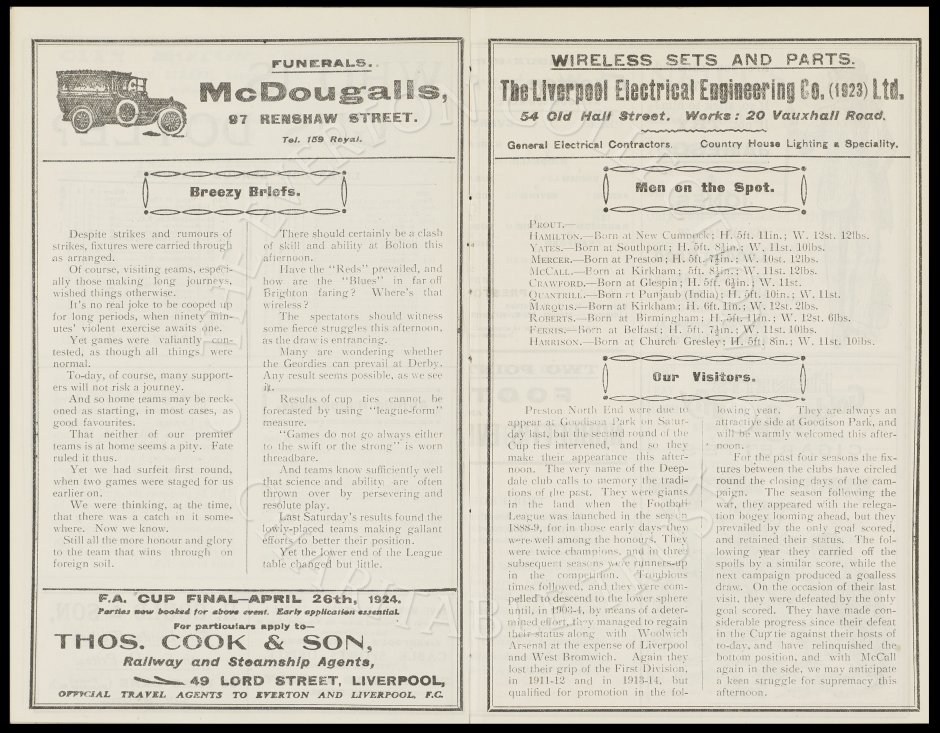 FUNERALS..
McDougalls,
97 RENSHAW STREET.
Tel. 159 Royal.
Breezy Briefs.
Despite strikes and rumours of
strikes, fixtures were carried through
as arranged.
Of course, visiting teams, especi-
ally those making long journeys,
wished things otherwise.
It's no real joke to be cooped up
for long periods, when ninety min-
utes' violent exercise awaits one.
Yet games were valiantly con-
tested, as though all things were
normal.
To-day, of course, many support-
ers will not risk a journey.
And so home teams may be reck-
oned as starting, in most cases, as
good favourites.
That neither of our premier
teams is at home seems a pity. Fate
ruled it thus.
Yet we had surfeit first round,
when two games were staged for us
earlier on.
We were thinking, at the time,
that there was a catch in it some-
where. Now we know.
Still all the more honour and glory
to the team that wins through on
foreign soil.
There should certainly be a clash
of skill and ability at Bolton this
afternoon.
Have the "Reds" prevailed, and
how are the "Blues" in far off
Brighton faring? Where's that
wireless?
The spectators should witness
some fierce struggles this afternoon,
as the draw is entrancing.
Many are wondering whether
the Geordies can prevail at Derby.
Any result seems possible, as we see
it.
Results of cup ties cannot be
forecasted by using "league-form"
measure.
"Games do not go always either
to the swift or the strong" is worn
threadbare.
And teams know sufficiently well
that science and ability are often
thrown over by persevering and
resolute play.
Last Saturday's results found the
lowly-placed teams making gallant
efforts to better their position.
Yet the lower end of the League
table changed but little.
F.A. CUP FINAL—APRIL 26th, 1924.
Parties now booked for above event. Early application essential.
For particulars apply to—
THOS. COOK & SON,
Railway and Steamship Agents,
49 LORD STREET, LIVERPOOL,
OFFICIAL TRAVEL AGENTS TO EVERTON AND LIVERPOOL, F.C.
WIRELESS SETS AND PARTS.
The Liverpool Electrical Engineering Co. (1923) Ltd.
54 Old Hall Street. Works: 20 Vauxhall Road.
General Electrical Contractors. Country House Lighting a Speciality.
Men on the Spot.
PROUT.—
HAMILTON.—Born at New Cumnock; H. 5ft. 11in.; W. 12st. 12lbs.
YATES.—Born at Southport; H. 5ft. 8½in.; W. 11st. 10lbs.
MERCER.—Born at Preston; H. 5ft. 7½in.; W. 10st. 12lbs.
McCALL.—Born at Kirkham; 5ft. 8½in.; W. 11st. 12lbs.
CRAWFORD.—Born at Glespin; H. 5ft. 6½in.; W. 11st.
QUANTRILL.—Born at Punjaub (India); H. 5ft. 10in.; W. 11st.
MARQUIS.—Born at Kirkham; H. 6ft. 1in.; W. 12st. 2lbs.
ROBERTS.—Born at Birmingham; H. 5ft. 11in.; W. 12st. 6lbs.
FERRIS.—Born at Belfast; H. 5ft. 7½in.; W. 11st. 10lbs.
HARRISON.—Born at Church Gresley; H. 5ft. 8in.; W. 11st. 10lbs.
Our Visitors.
Preston North End were due to
appear at Goodison Park on Satur-
day last, but the second round of the
Cup ties intervened, and so they
make their appearance this after-
noon. The very name of the Deep-
dale club calls to memory the tradi-
tions of the past. They were giants
in the land when the Football
League was launched in the season
1888-9, for in those early days they
were well among the honours. They
were twice champions, and in three
subsequent seasons were runners-up
in the competition. Troublous
times followed, and they were com-
pelled to descend to the lower sphere
until, in 1903-4, by means of a deter-
mined effort, they managed to regain
their status along with Woolwich
Arsenal at the expense of Liverpool
and West Bromwich. Again they
lost their grip of the First Division,
in 1911-12 and in 1913-14, but
qualified for promotion in the fol-
lowing year. They are always an
attractive side at Goodison Park, and
will be warmly welcomed this after-
noon.
For the past four seasons the fix-
tures between the clubs have circled
round the closing days of the cam-
paign. The season following the
war, they appeared with the relega-
tion bogey looming ahead, but they
prevailed by the only goal scored,
and retained their status. The fol-
lowing year they carried off the
spoils by a similar score, while the
next campaign produced a goalless
draw. On the occasion of their last
visit, they were defeated by the only
goal scored. They have made con-
siderable progress since their defeat
in the Cup tie against their hosts of
to-day, and have relinquished the
bottom position, and with McCall
again in the side, we may anticipate
a keen struggle for supremacy this
afternoon.